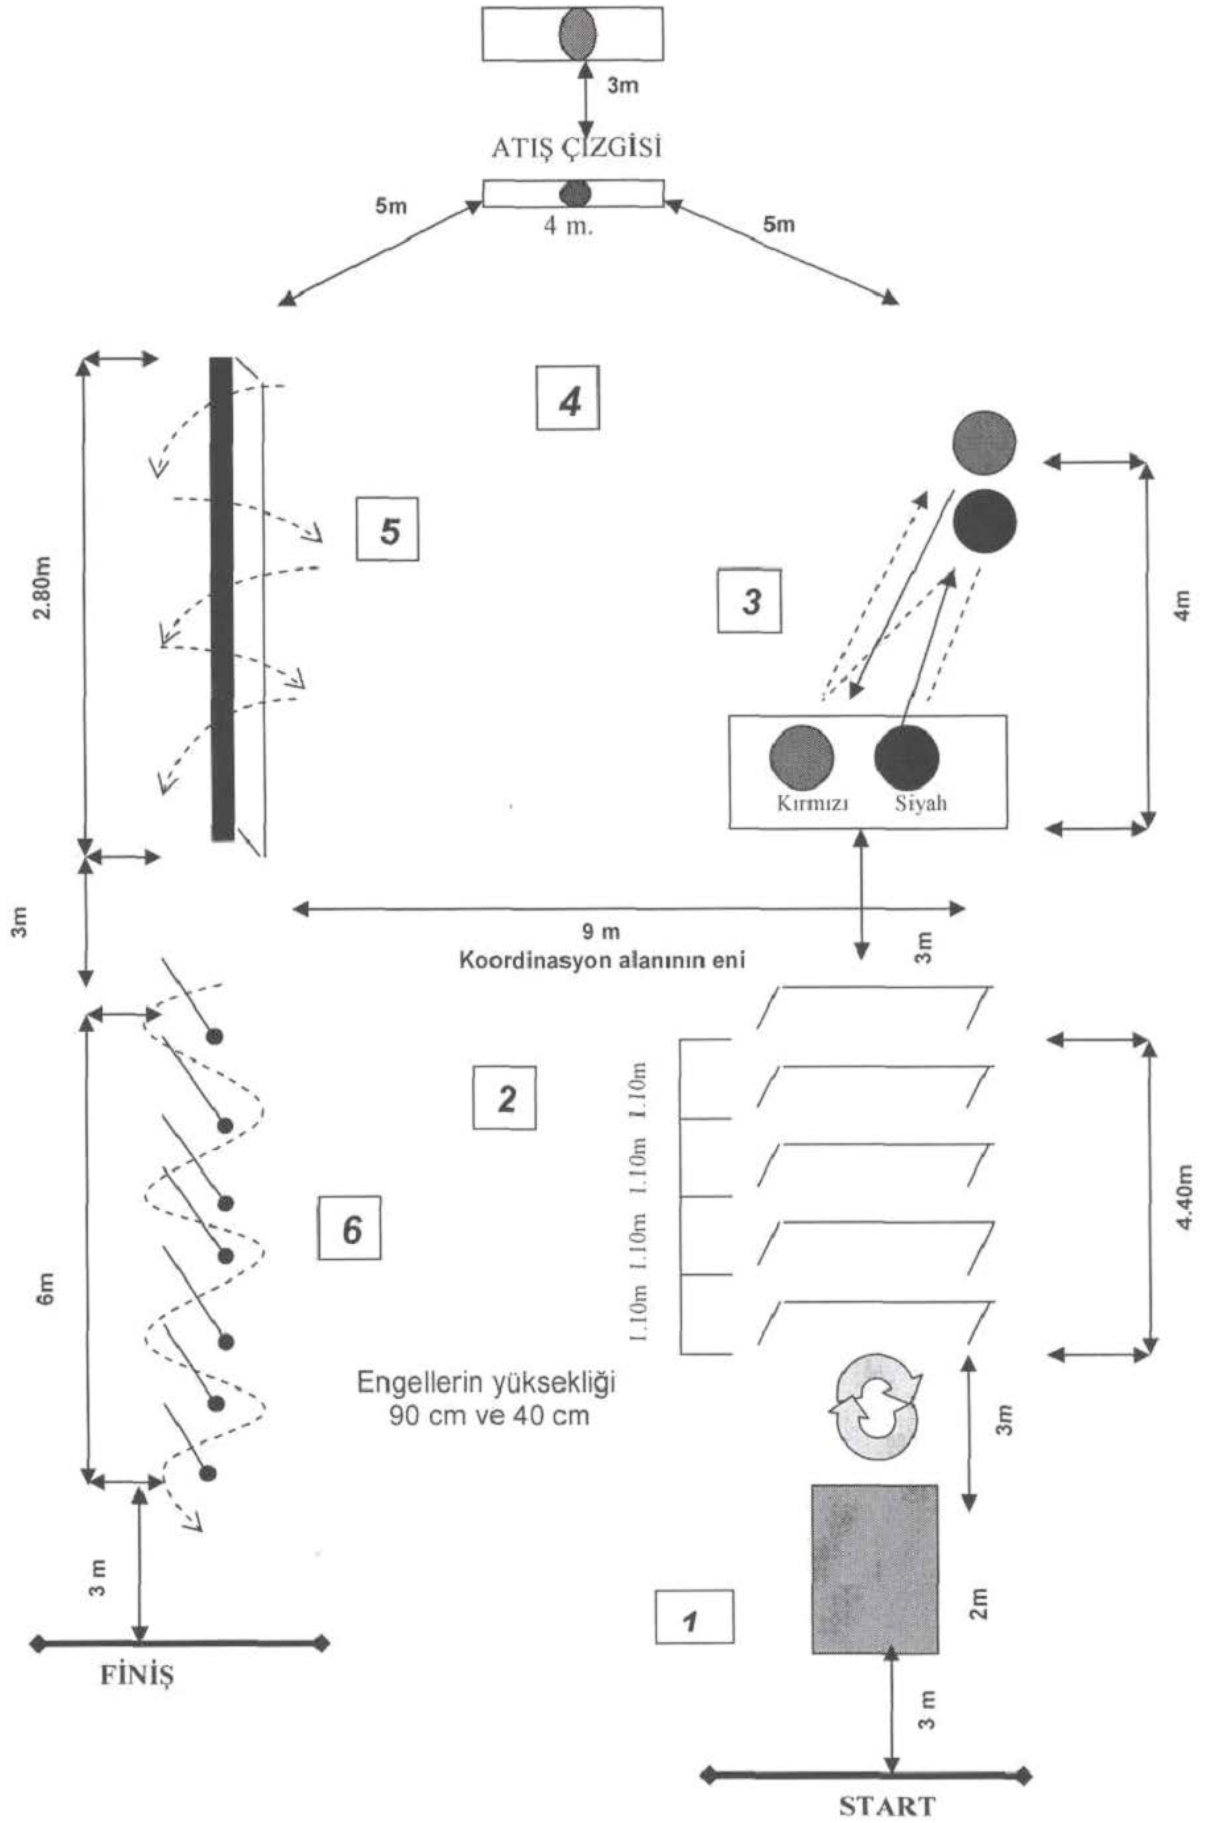 3m
ATIŞ ÇİZGİSİ
5m
4 m.
5m
4
5
3
2.80m
4m
Kırmızı
Siyah
3m
9 m
Koordinasyon alanının eni
3m
2
1.10m
1.10m
1.10m
1.10m
4.40m
6
6m
Engellerin yüksekliği
90 cm ve 40 cm
3m
2m
1
3 m
FİNİŞ
3 m
START